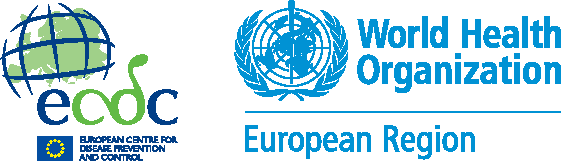 ecdc
EUROPEAN CENTRE FOR
DISEASE PREVENTION
AND CONTROL
World Health
Organization
European Region